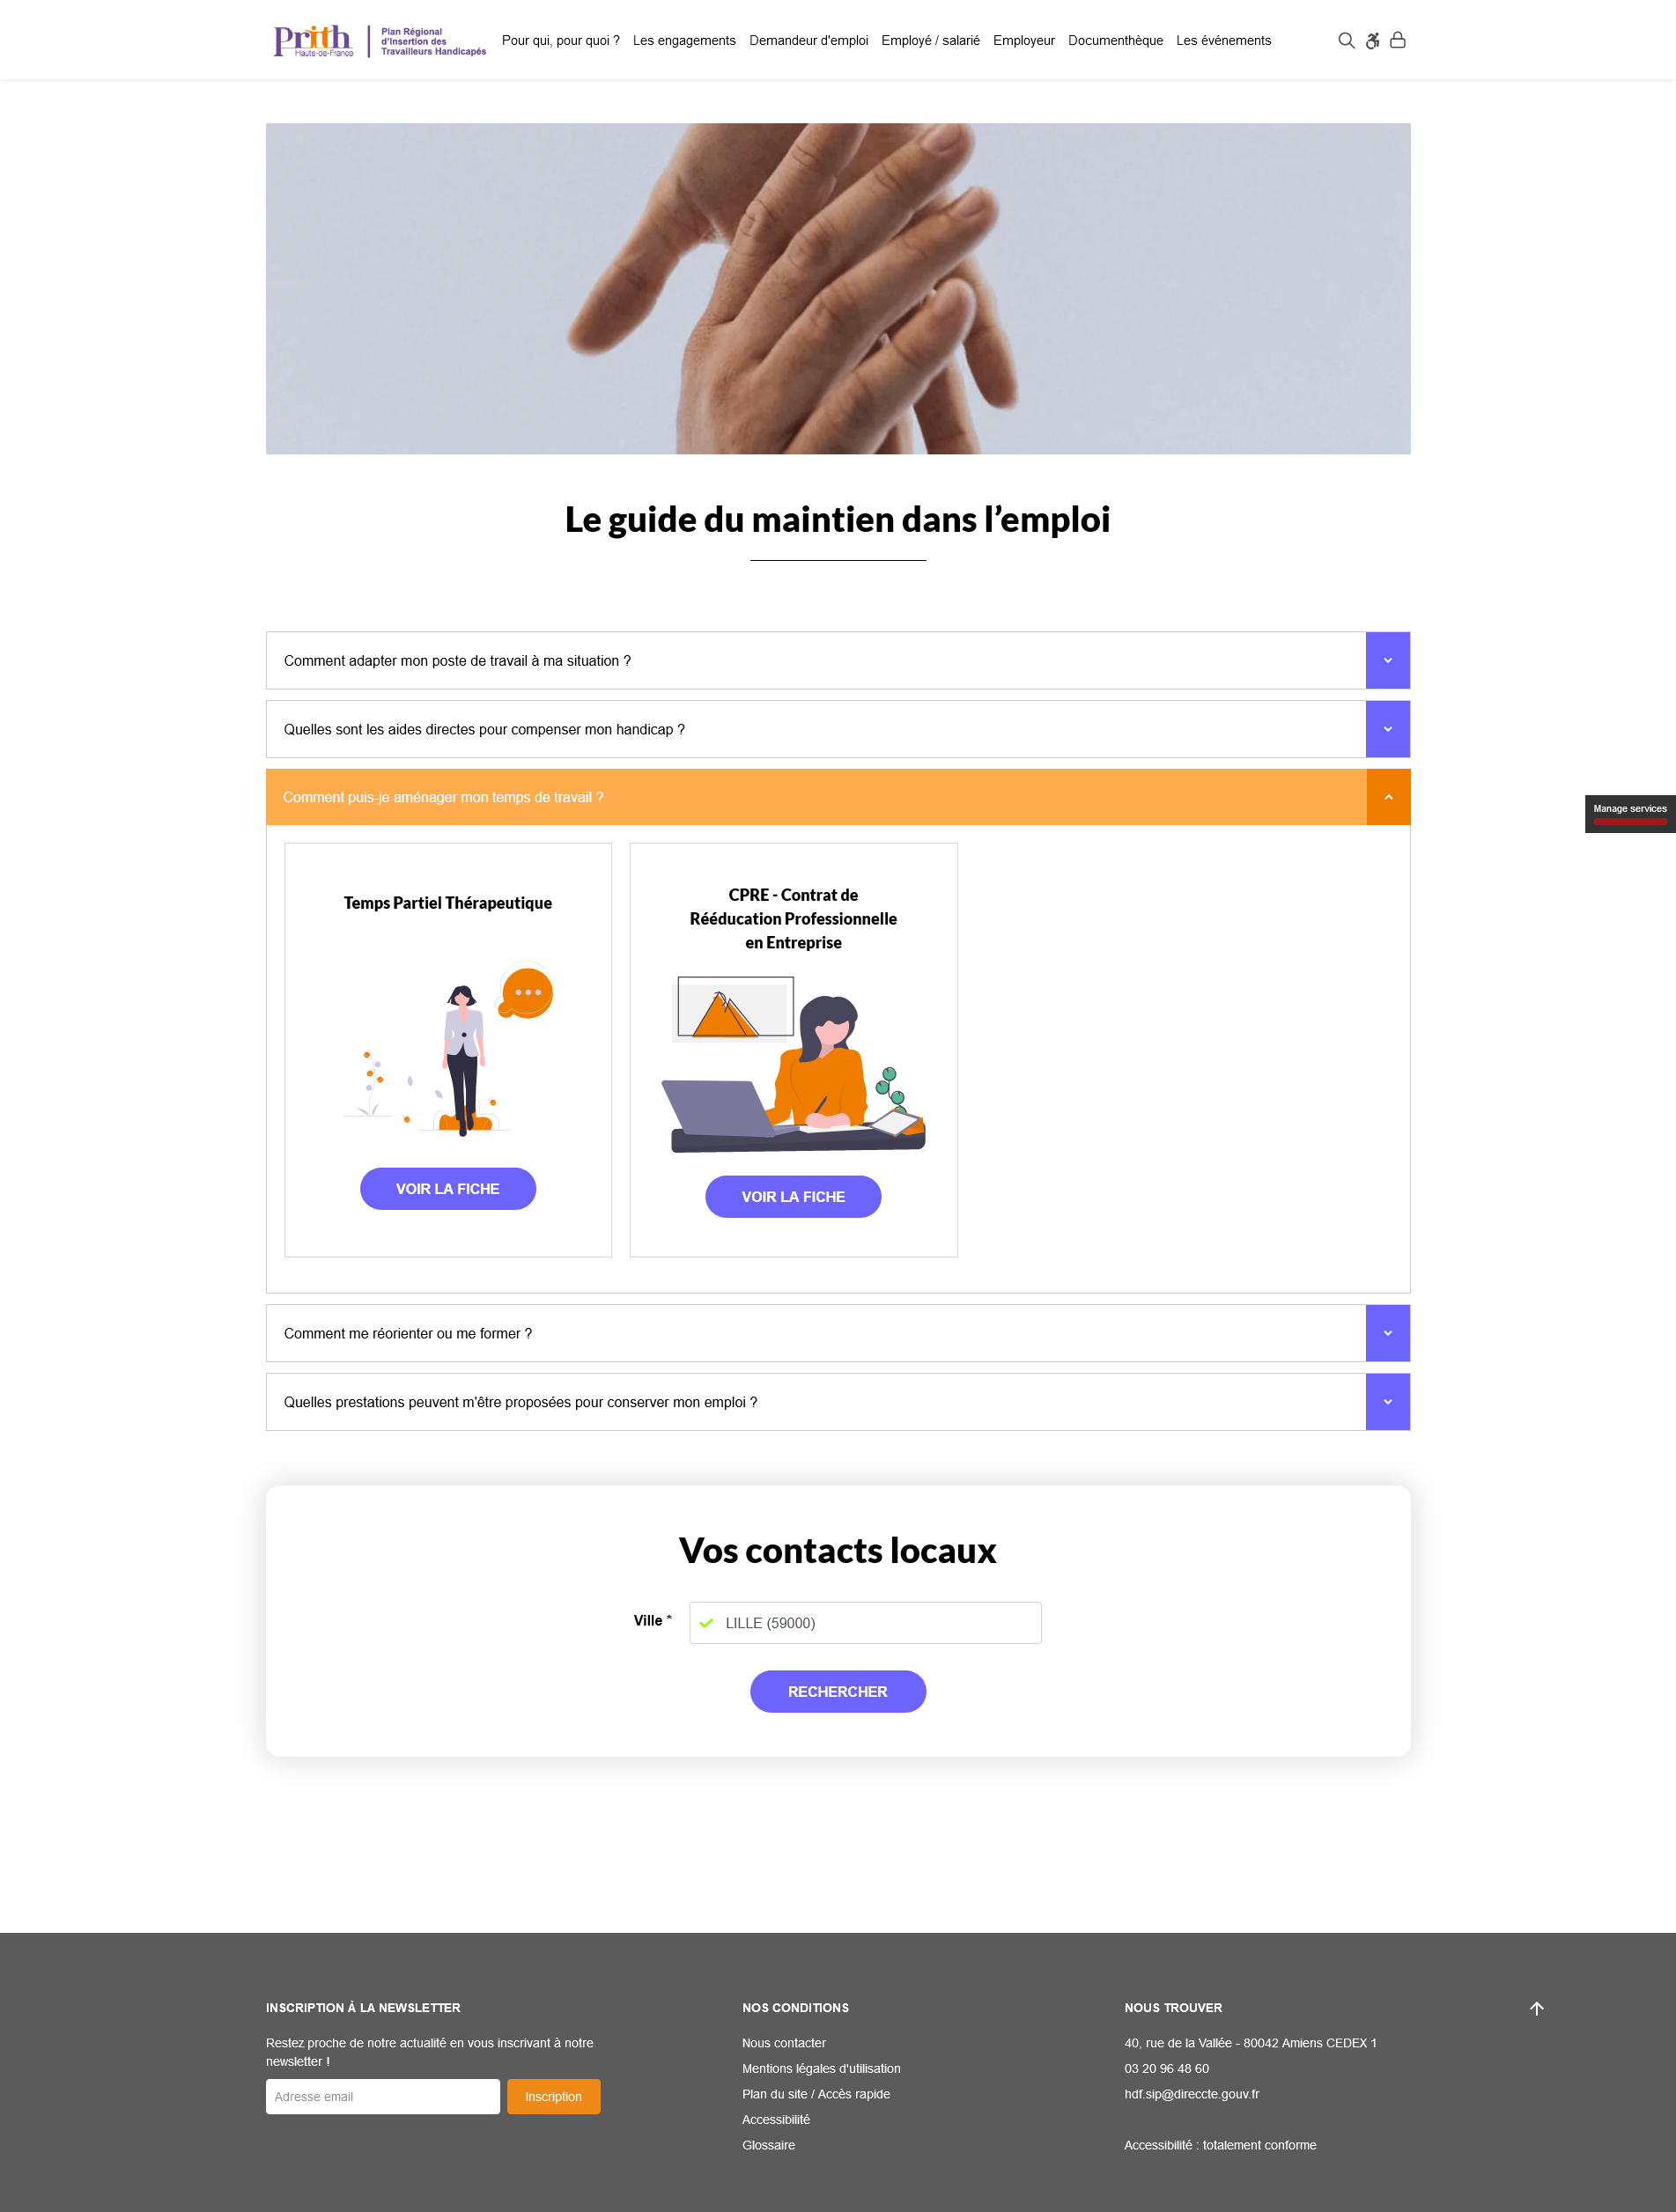 Prith
Hauts-de-France
Plan Régional
d'Insertion des
Travailleurs Handicapés
Pour qui, pour quoi ?
Les engagements
Demandeur d'emploi
Employé / salarié
Employeur
Documenthèque
Les événements
Le guide du maintien dans l’emploi
Comment adapter mon poste de travail à ma situation ?
Quelles sont les aides directes pour compenser mon handicap ?
Comment puis-je aménager mon temps de travail ?
Manage services
Temps Partiel Thérapeutique
VOIR LA FICHE
CPRE - Contrat de
Rééducation Professionnelle
en Entreprise
VOIR LA FICHE
Comment me réorienter ou me former ?
Quelles prestations peuvent m'être proposées pour conserver mon emploi ?
Vos contacts locaux
Ville *
LILLE (59000)
RECHERCHER
INSCRIPTION À LA NEWSLETTER
Restez proche de notre actualité en vous inscrivant à notre
newsletter !
Adresse email
Inscription
NOS CONDITIONS
Nous contacter
Mentions légales d'utilisation
Plan du site / Accès rapide
Accessibilité
Glossaire
NOUS TROUVER
40, rue de la Vallée - 80042 Amiens CEDEX 1
03 20 96 48 60
hdf.sip@direccte.gouv.fr
Accessibilité : totalement conforme